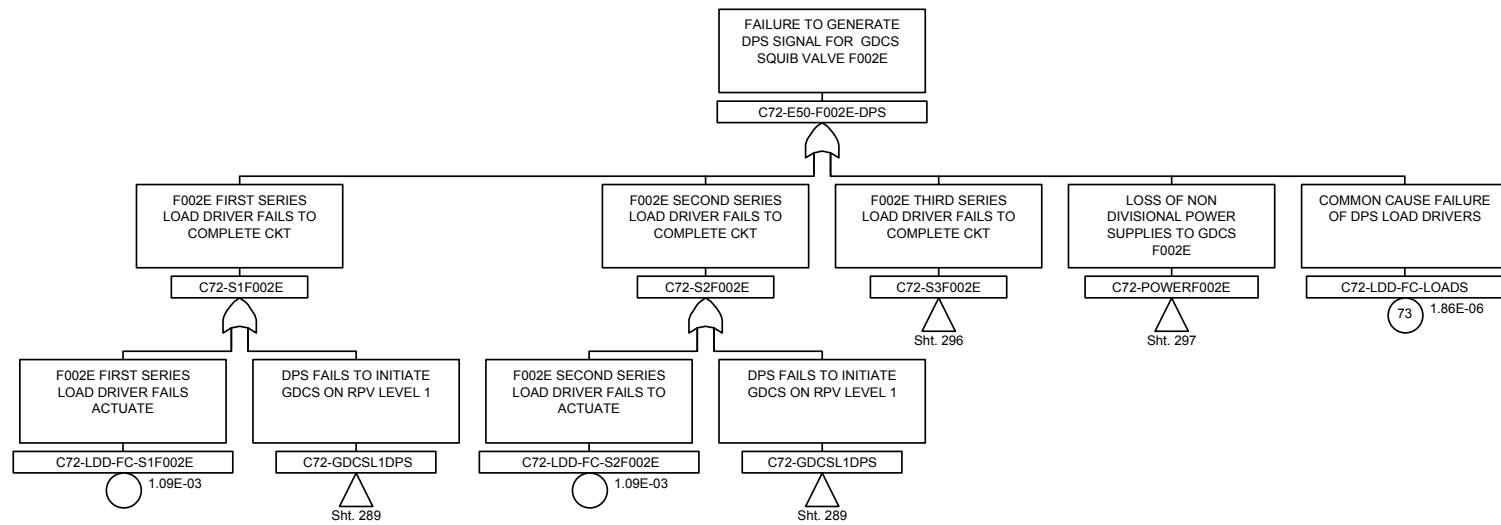 FAILURE TO GENERATE
DPS SIGNAL FOR GDCS
SQUIB VALVE F002E
C72-E50-F002E-DPS
F002E FIRST SERIES
LOAD DRIVER FAILS TO
COMPLETE CKT
C72-S1F002E
F002E SECOND SERIES
LOAD DRIVER FAILS TO
COMPLETE CKT
C72-S2F002E
F002E THIRD SERIES
LOAD DRIVER FAILS TO
COMPLETE CKT
C72-S3F002E
Sht. 296
LOSS OF NON
DIVISIONAL POWER
SUPPLIES TO GDCS
F002E
C72-POWERF002E
Sht. 297
COMMON CAUSE FAILURE
OF DPS LOAD DRIVERS
C72-LDD-FC-LOADS
73
1.86E-06
F002E FIRST SERIES
LOAD DRIVER FAILS
ACTUATE
C72-LDD-FC-S1F002E
1.09E-03
DPS FAILS TO INITIATE
GDCS ON RPV LEVEL 1
C72-GDCSL1DPS
Sht. 289
F002E SECOND SERIES
LOAD DRIVER FAILS TO
ACTUATE
C72-LDD-FC-S2F002E
1.09E-03
DPS FAILS TO INITIATE
GDCS ON RPV LEVEL 1
C72-GDCSL1DPS
Sht. 289